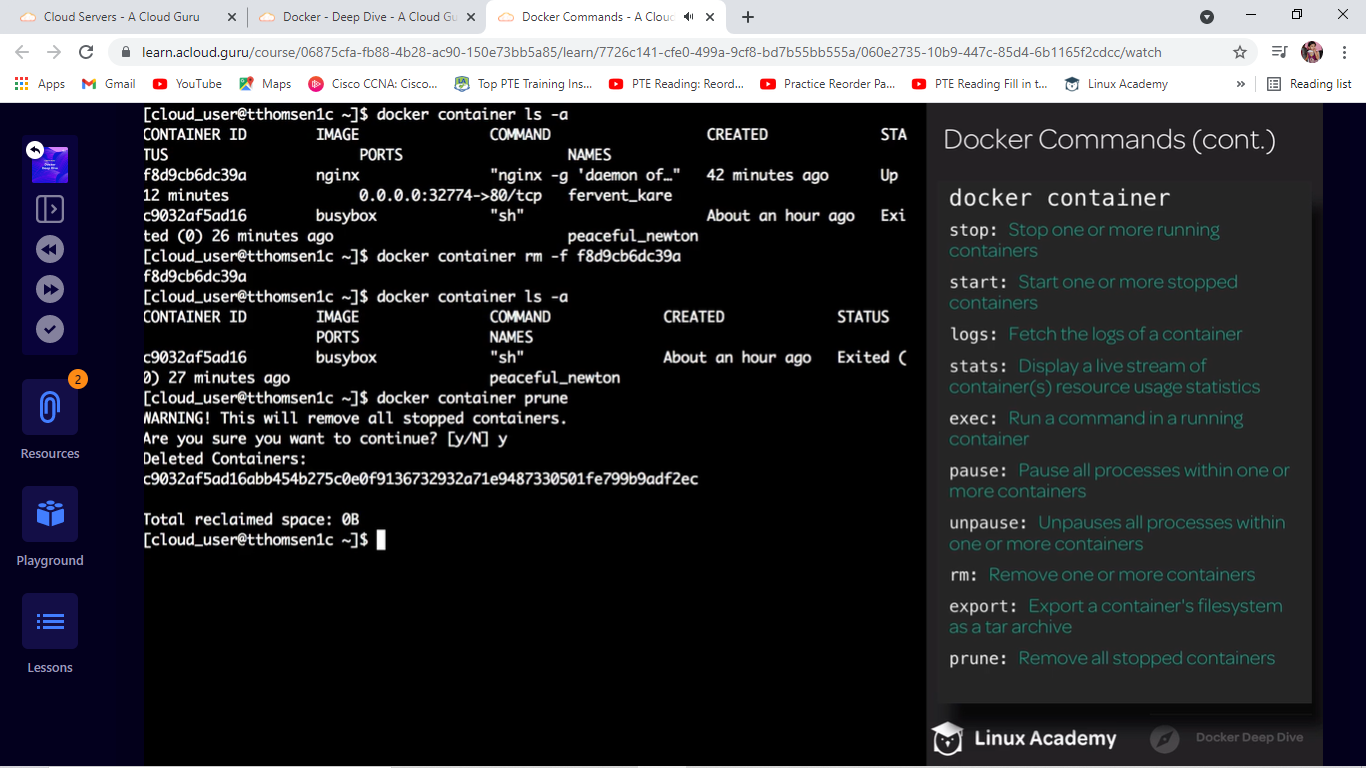 Cloud Servers - A Cloud Guru
Docker - Deep Dive - A Cloud Gu
Docker Commands - A Cloud
learn.acloud.guru/course/06875cfa-fb88-4b28-ac90-150e73bb5a85/learn/7726c141-cfe0-499a-9cf8-bd7b55bb555a/060e2735-10b9-447c-85d4-6b1165f2cdcc/watch
Apps
Gmail
YouTube
Maps
Cisco CCNA: Cisco...
Top PTE Training Ins...
PTE Reading: Reord...
Practice Reorder Pa...
PTE Reading Fill in t...
Linux Academy
»
Reading list
2
Resources
Playground
Lessons
[cloud_user@tthomsen1c ~]$ docker container ls -a
CONTAINER ID IMAGE COMMAND CREATED STA
TUS PORTS NAMES
f8d9cb6dc39a nginx "nginx -g 'daemon of…" 42 minutes ago Up
12 minutes 0.0.0.0:32774->80/tcp fervent_kare
c9032af5ad16 busybox "sh" About an hour ago Exi
ted (0) 26 minutes ago peaceful_newton
[cloud_user@tthomsen1c ~]$ docker container rm -f f8d9cb6dc39a
f8d9cb6dc39a
[cloud_user@tthomsen1c ~]$ docker container ls -a
CONTAINER ID IMAGE COMMAND CREATED STATUS
PORTS NAMES
c9032af5ad16 busybox "sh" About an hour ago Exited (
0) 27 minutes ago peaceful_newton
[cloud_user@tthomsen1c ~]$ docker container prune
WARNING! This will remove all stopped containers.
Are you sure you want to continue? [y/N] y
Deleted Containers:
c9032af5ad16abb454b275c0e0f9136732932a71e9487330501fe799b9adf2ec
Total reclaimed space: 0B
[cloud_user@tthomsen1c ~]$
Docker Commands (cont.)
docker container
stop: Stop one or more running
containers
start: Start one or more stopped
containers
logs: Fetch the logs of a container
stats: Display a live stream of
container(s) resource usage statistics
exec: Run a command in a running
container
pause: Pause all processes within one or
more containers
unpause: Unpauses all processes within
one or more containers
rm: Remove one or more containers
export: Export a container's filesystem
as a tar archive
prune: Remove all stopped containers
Linux Academy
Docker Deep Dive